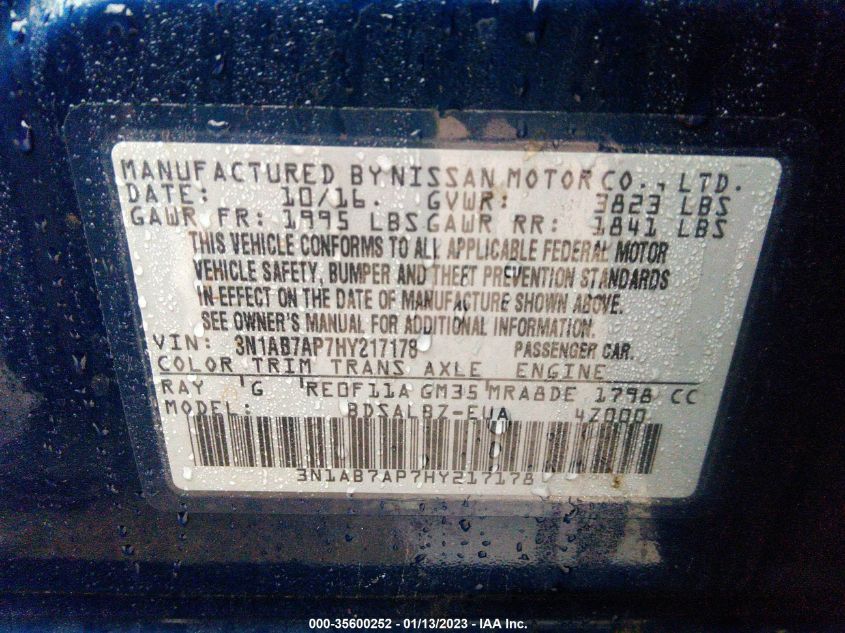 MANUFACTURED BY NISSAN MOTOR CO., LTD.
DATE: 10/16. GVWR: 3823 LBS
GAWR FR: 1995 LBS GAWR RR: 1841 LBS
THIS VEHICLE CONFORMS TO ALL APPLICABLE FEDERAL MOTOR
VEHICLE SAFETY, BUMPER AND THEFT PREVENTION STANDARDS
IN EFFECT ON THE DATE OF MANUFACTURE SHOWN ABOVE.
SEE OWNER'S MANUAL FOR ADDITIONAL INFORMATION.
VIN: 3N1AB7AP7HY217178 PASSENGER CAR.
COLOR TRIM TRANS AXLE ENGINE
RAY G RE0F11A GM35 MRA8DE 1798 CC
MODEL: BDSALBZ-EUA 4Z000
3N1AB7AP7HY217178
000-35600252 - 01/13/2023 - IAA Inc.